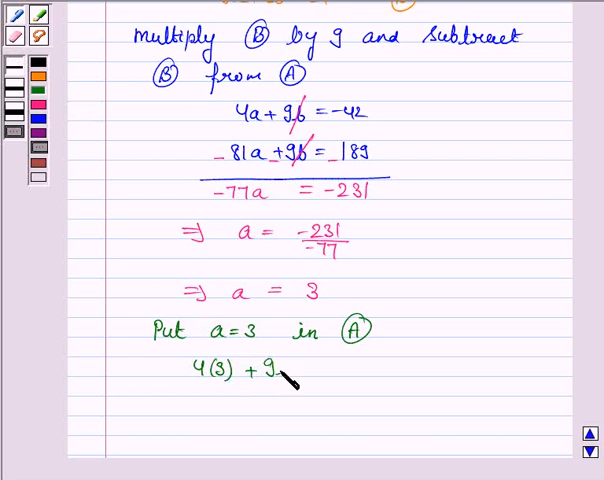 Multiply Ⓑ by 9 and Subtract
Ⓑ from Ⓐ
4a + 9b = -42
- 81a + 9b = 189
-77a = -231
⇒ a = -231/-77
⇒ a = 3
Put a=3 in Ⓐ
4(3) + 9